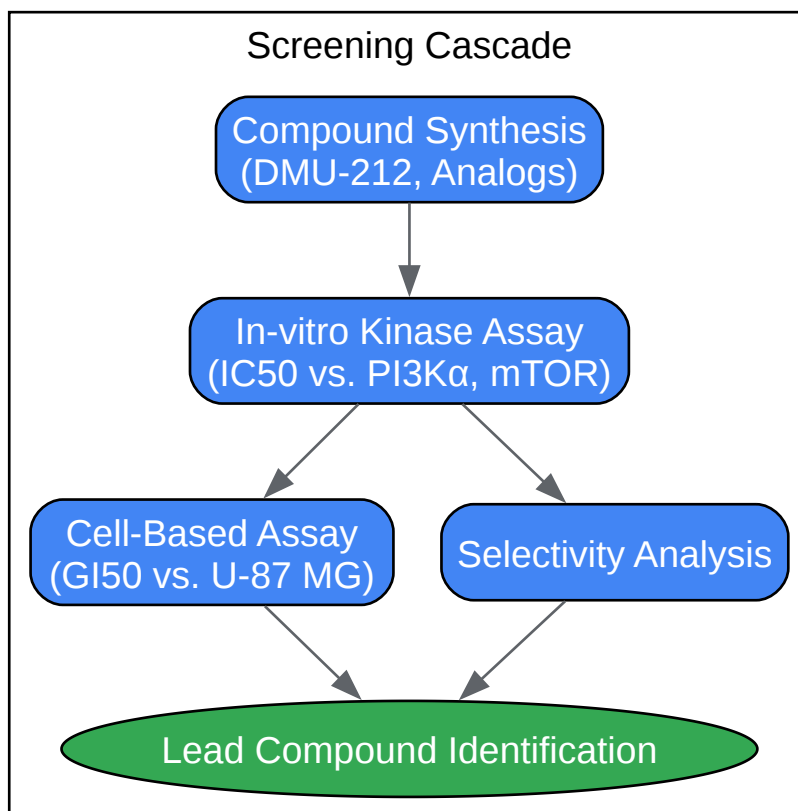 Screening Cascade
Compound Synthesis
(DMU-212, Analogs)
In-vitro Kinase Assay
(IC50 vs. PI3Kα, mTOR)
Cell-Based Assay
(GI50 vs. U-87 MG)
Selectivity Analysis
Lead Compound Identification